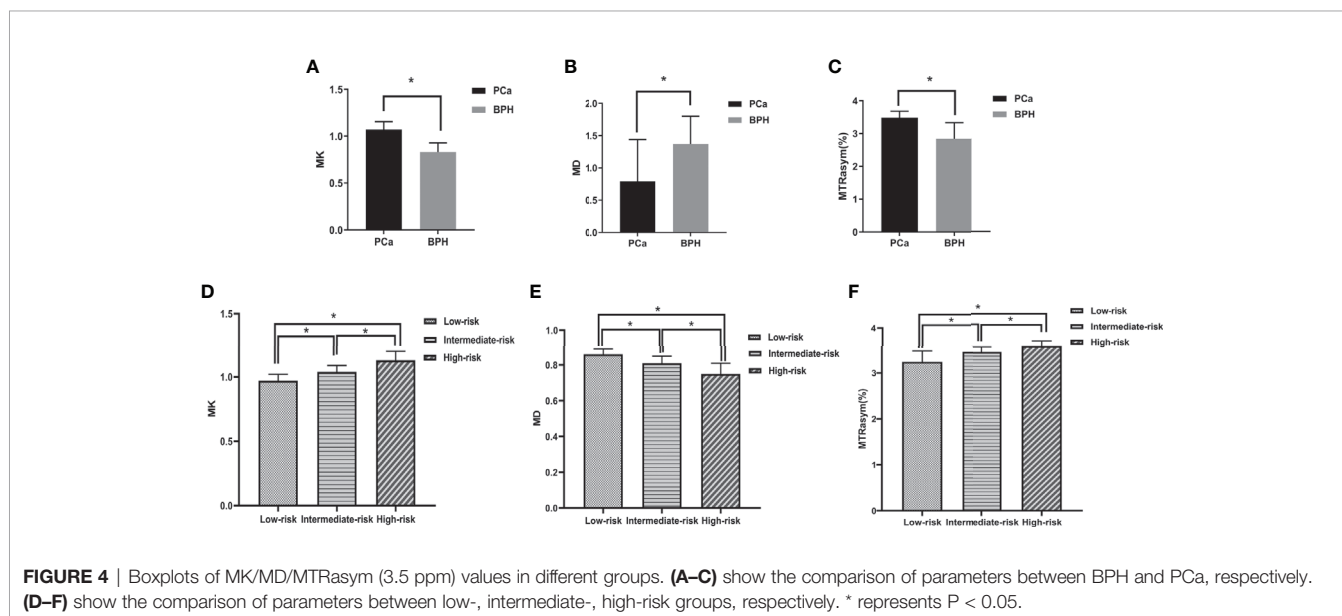 A
*
PCa
BPH
1.5
1.0
0.5
0.0
MK
PCa BPH
B
*
PCa
BPH
2.0
1.5
1.0
0.5
0.0
MD
PCa BPH
C
*
PCa
BPH
4
3
2
1
0
MTRasym(%)
PCa BPH
D
*
* *
Low-risk
Intermediate-risk
High-risk
1.5
1.0
0.5
0.0
MK
Low-risk Intermediate-risk High-risk
E
*
* *
Low-risk
Intermediate-risk
High-risk
1.0
0.8
0.6
0.4
0.2
0.0
MD
Low-risk Intermediate-risk High-risk
F
*
* *
Low-risk
Intermediate-risk
High-risk
4
3
2
1
0
MTRasym(%)
Low-risk Intermediate-risk High-risk
FIGURE 4 | Boxplots of MK/MD/MTRasym (3.5 ppm) values in different groups. (A–C) show the comparison of parameters between BPH and PCa, respectively.
(D–F) show the comparison of parameters between low-, intermediate-, high-risk groups, respectively. * represents P < 0.05.